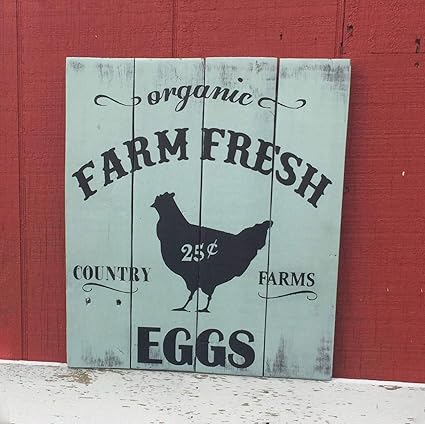 organic
FARM FRESH
25¢
COUNTRY FARMS
EGGS